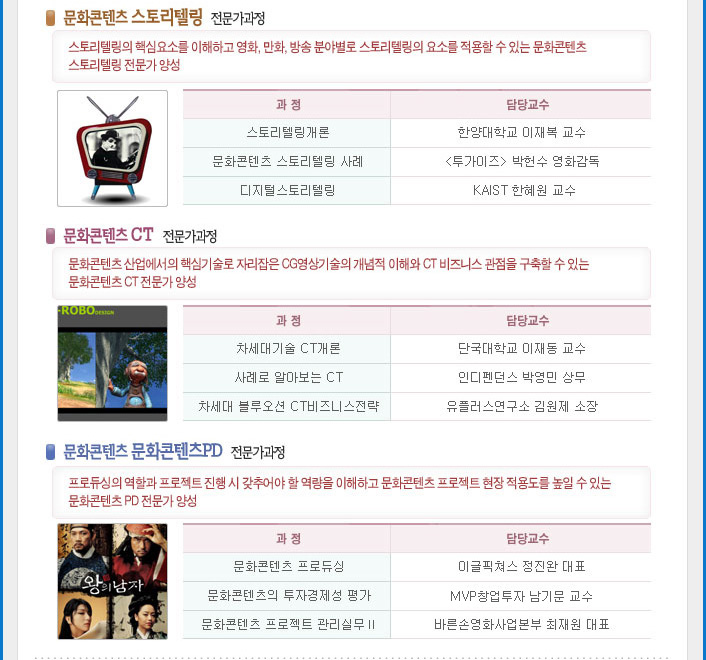 문화콘텐츠 스토리텔링 전문가과정
스토리텔링의 핵심요소를 이해하고 영화, 만화, 방송 분야별로 스토리텔링의 요소를 적용할 수 있는 문화콘텐츠
스토리텔링 전문가 양성
과 정 담당교수
스토리텔링개론 한양대학교 이재복 교수
문화콘텐츠 스토리텔링 사례 <투가이즈> 박헌수 영화감독
디지털스토리텔링 KAIST 한혜원 교수
문화콘텐츠 CT 전문가과정
문화콘텐츠 산업에서의 핵심기술로 자리잡은 CG영상기술의 개념적 이해와 CT 비즈니스 관점을 구축할 수 있는
문화콘텐츠 CT 전문가 양성
-ROBO DESIGN
과 정 담당교수
차세대기술 CT개론 단국대학교 이재동 교수
사례로 알아보는 CT 인디펜던스 박영민 상무
차세대 블루오션 CT비즈니스전략 유플러스연구소 김원제 소장
문화콘텐츠 문화콘텐츠PD 전문가과정
프로듀싱의 역할과 프로젝트 진행 시 갖추어야 할 역량을 이해하고 문화콘텐츠 프로젝트 현장 적용도를 높일 수 있는
문화콘텐츠 PD 전문가 양성
왕의남자
과 정 담당교수
문화콘텐츠 프로듀싱 이글픽쳐스 정진완 대표
문화콘텐츠의 투자경제성 평가 MVP창업투자 남기문 교수
문화콘텐츠 프로젝트 관리실무Ⅱ 바른손영화사업본부 최재원 대표